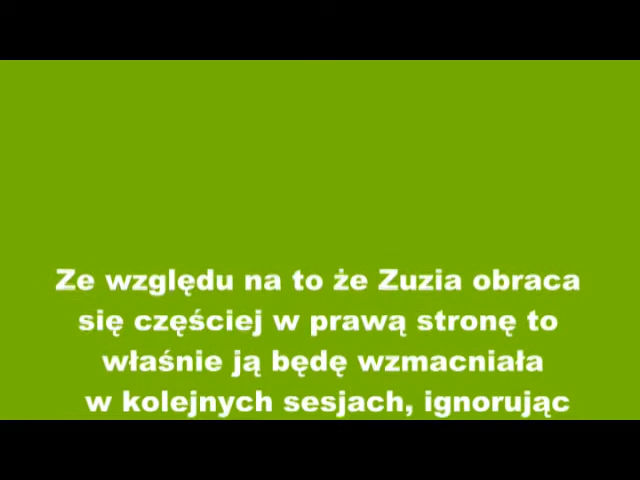 Ze względu na to że Zuzia obraca
się częściej w prawą stronę to
właśnie ją będę wzmacniała
w kolejnych sesjach, ignorując